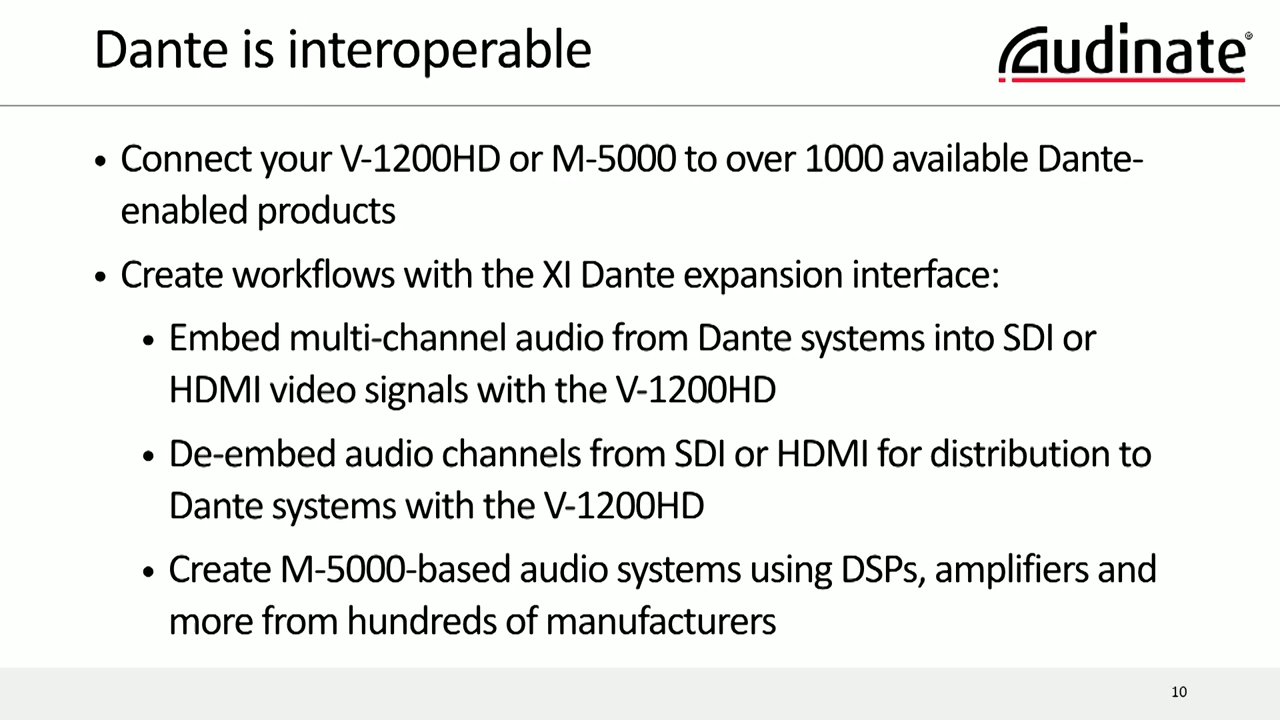 Dante is interoperable
audinate®
• Connect your V-1200HD or M-5000 to over 1000 available Dante-
enabled products
• Create workflows with the XI Dante expansion interface:
• Embed multi-channel audio from Dante systems into SDI or
HDMI video signals with the V-1200HD
• De-embed audio channels from SDI or HDMI for distribution to
Dante systems with the V-1200HD
• Create M-5000-based audio systems using DSPs, amplifiers and
more from hundreds of manufacturers
10